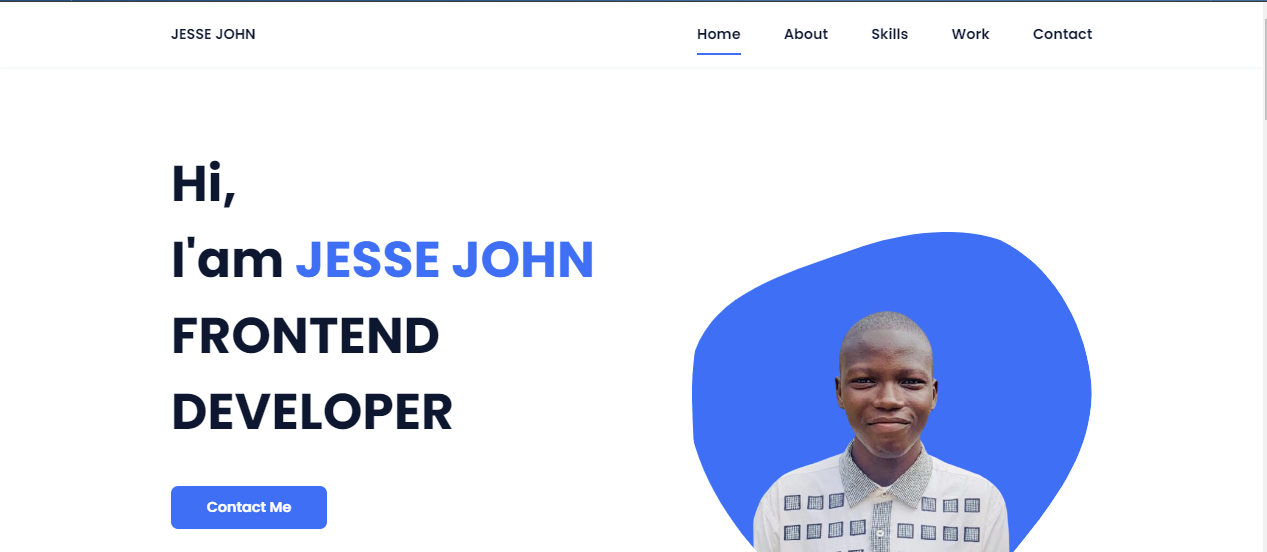 JESSE JOHN
Home About Skills Work Contact
Hi,
I'am JESSE JOHN
FRONTEND
DEVELOPER
Contact Me